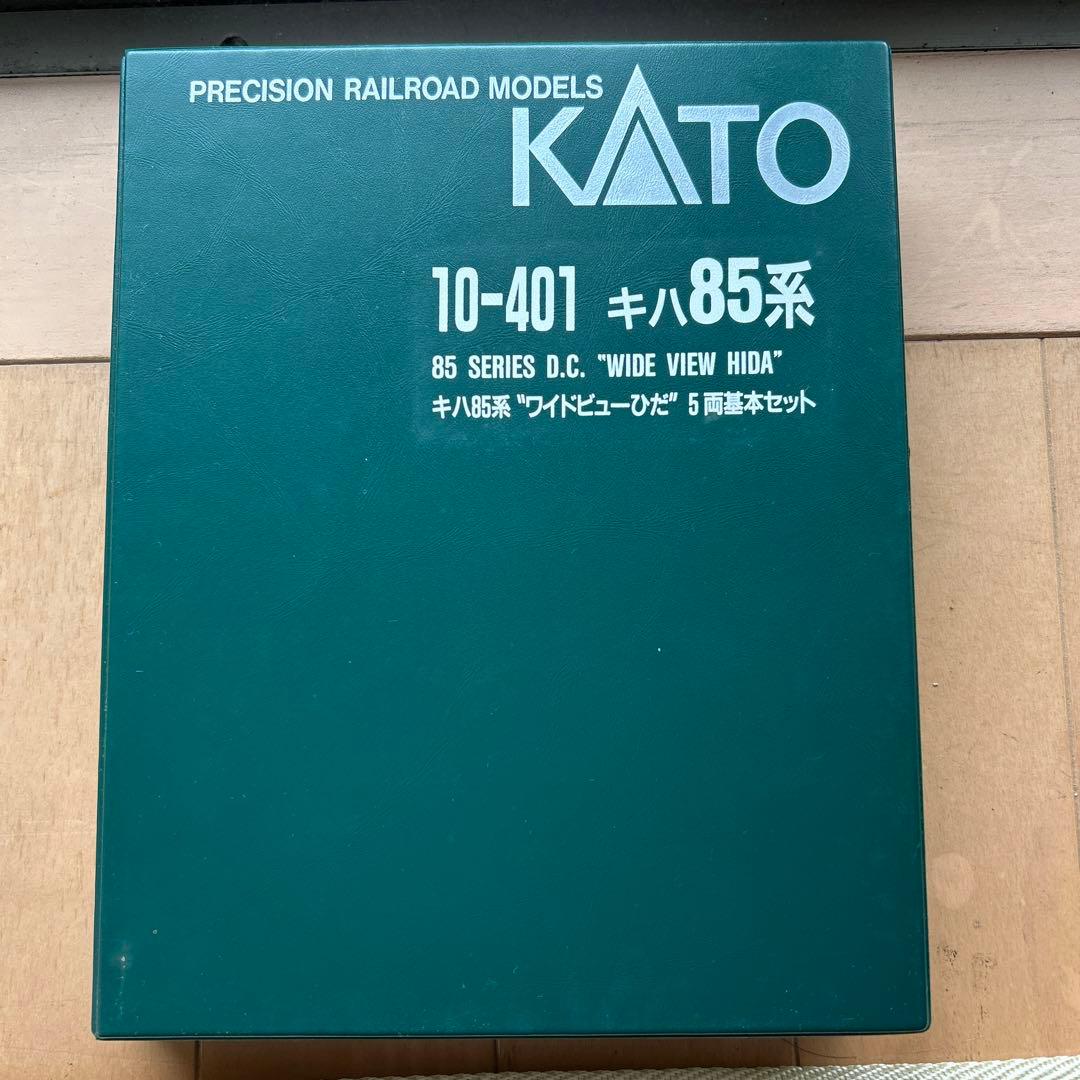 PRECISION RAILROAD MODELS
KATO
10-401 キハ85系
85 SERIES D.C. "WIDE VIEW HIDA"
キハ85系 "ワイドビューひだ" 5両基本セット